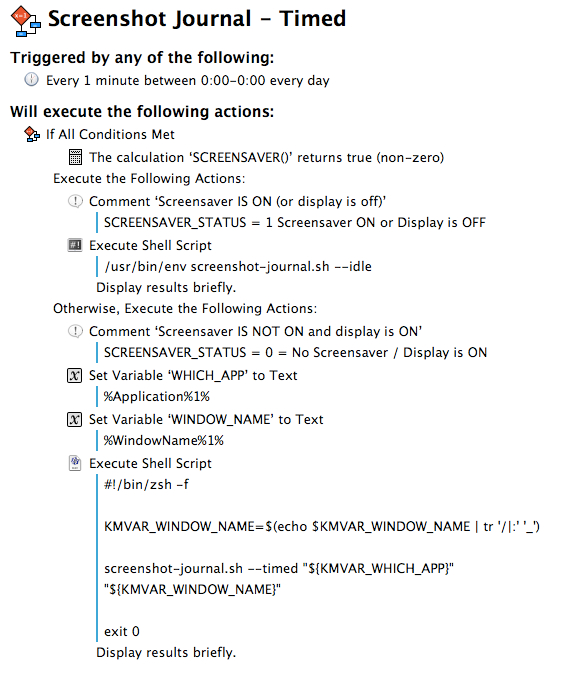 Screenshot Journal – Timed
Triggered by any of the following:
Every 1 minute between 0:00–0:00 every day
Will execute the following actions:
If All Conditions Met
The calculation ‘SCREENSAVER()’ returns true (non-zero)
Execute the Following Actions:
Comment ‘Screensaver IS ON (or display is off)’
SCREENSAVER_STATUS = 1 Screensaver ON or Display is OFF
Execute Shell Script
/usr/bin/env screenshot-journal.sh --idle
Display results briefly.
Otherwise, Execute the Following Actions:
Comment ‘Screensaver IS NOT ON and display is ON’
SCREENSAVER_STATUS = 0 = No Screensaver / Display is ON
Set Variable ‘WHICH_APP’ to Text
%Application%1%
Set Variable ‘WINDOW_NAME’ to Text
%WindowName%1%
Execute Shell Script
#!/bin/zsh -f
KMVAR_WINDOW_NAME=$(echo $KMVAR_WINDOW_NAME | tr '/|:' '_')
screenshot-journal.sh --timed "${KMVAR_WHICH_APP}"
"${KMVAR_WINDOW_NAME}"
exit 0
Display results briefly.